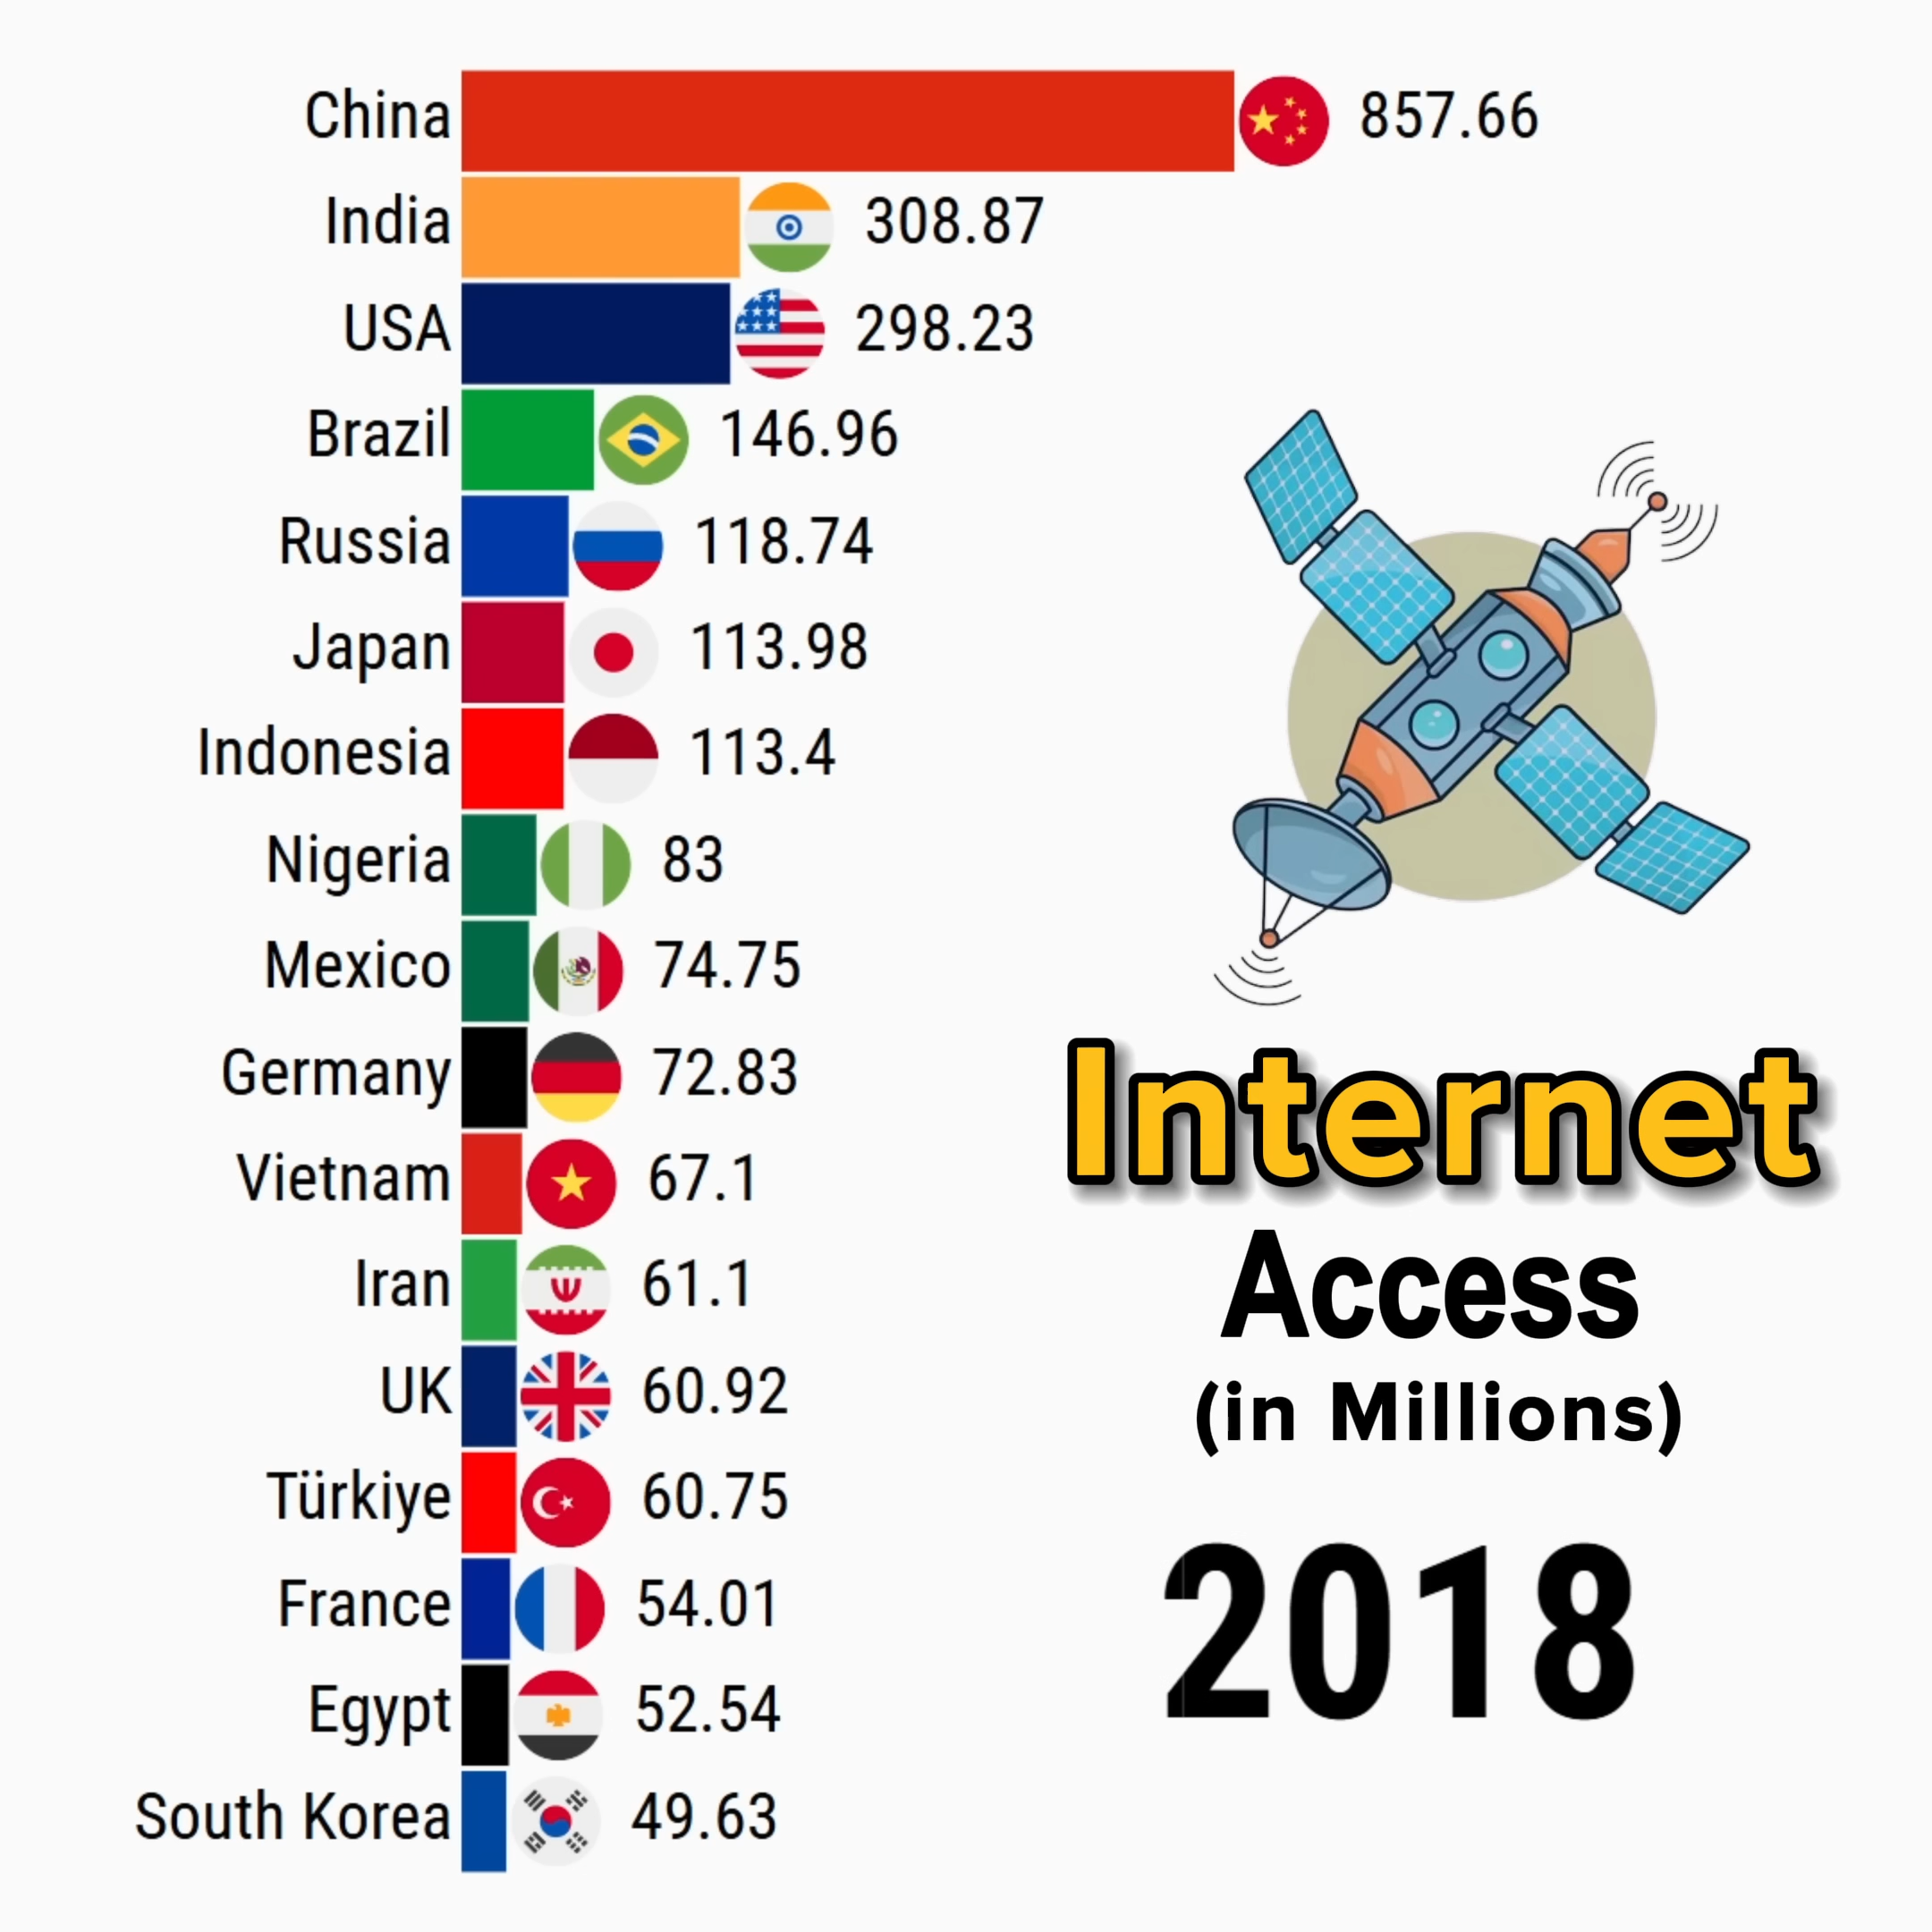 China 857.66
India 308.87
USA 298.23
Brazil 146.96
Russia 118.74
Japan 113.98
Indonesia 113.4
Nigeria 83
Mexico 74.75
Germany 72.83
Vietnam 67.1
Iran 61.1
UK 60.92
Türkiye 60.75
France 54.01
Egypt 52.54
South Korea 49.63
Internet
Access
(in Millions)
2018